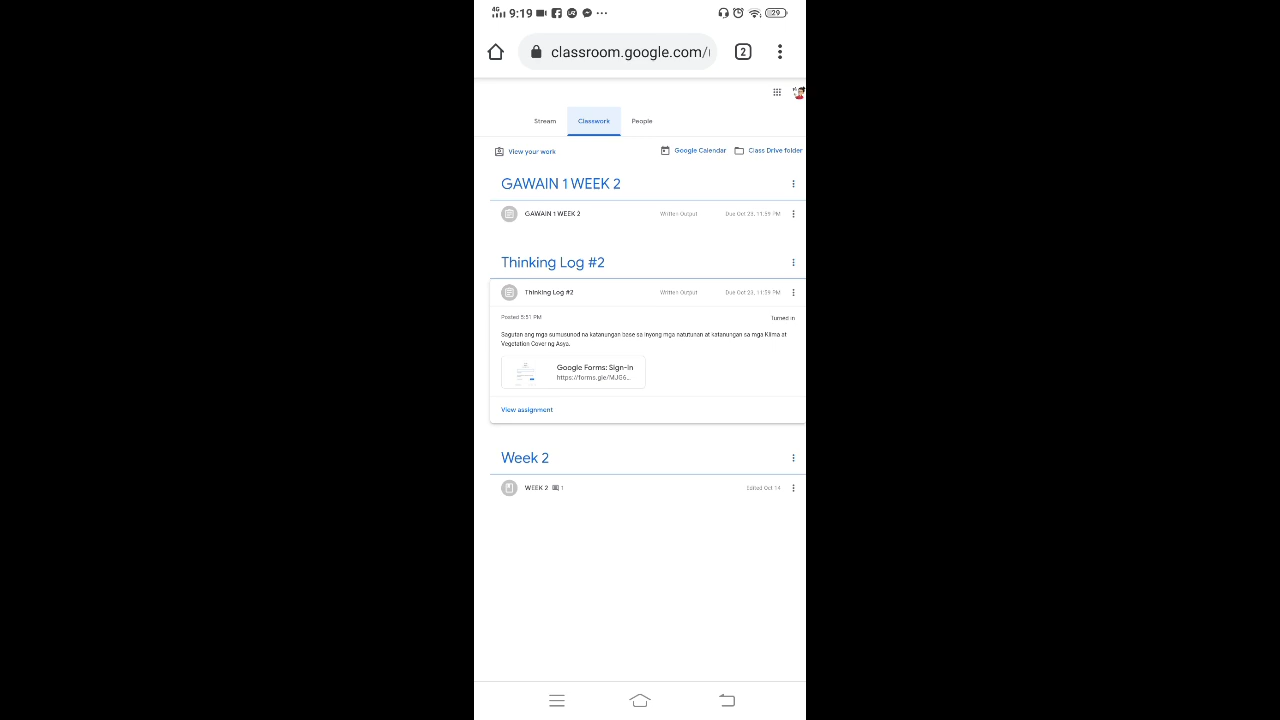 4G 9:19 29
classroom.google.com/ 2
Stream Classwork People
View your work Google Calendar Class Drive folder
GAWAIN 1 WEEK 2
GAWAIN 1 WEEK 2 Written Output Due Oct 23, 11:59 PM
Thinking Log #2
Thinking Log #2 Written Output Due Oct 23, 11:59 PM
Posted 5:51 PM Turned in
Sagutan ang mga sumusunod na katanungan base sa inyong mga natutunan at katanungan sa mga Klima at
Vegetation Cover ng Asya.
Google Forms: Sign-in
https://forms.gle/MJG6...
View assignment
Week 2
WEEK 2 1 Edited Oct 14